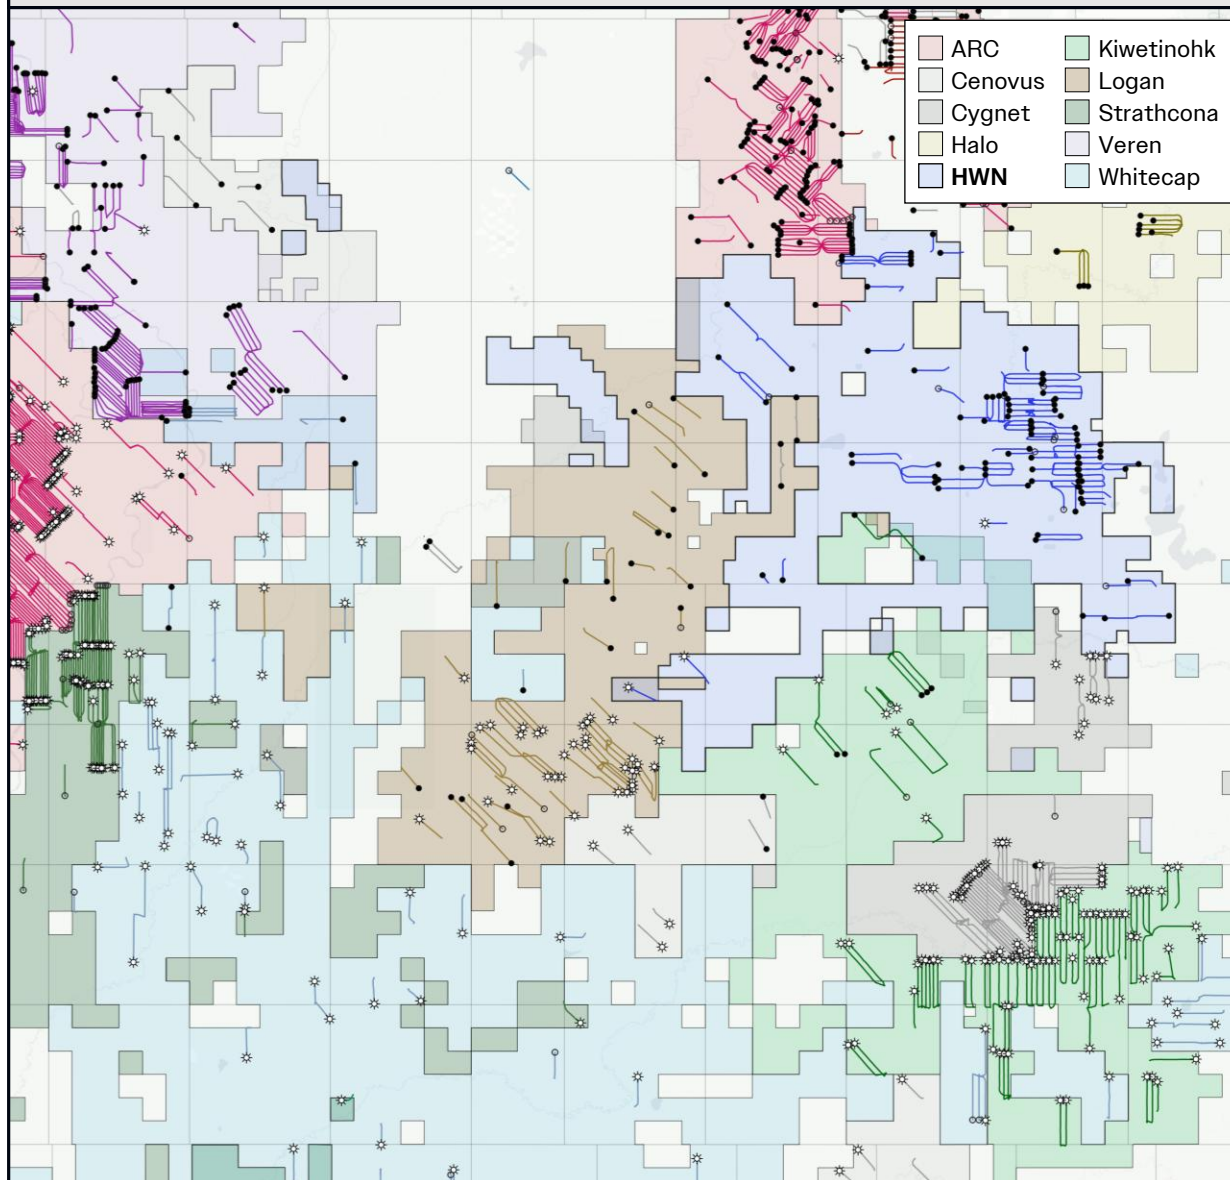 ARC
Cenovus
Cygnet
Halo
HWN
Kiwetinohk
Logan
Strathcona
Veren
Whitecap